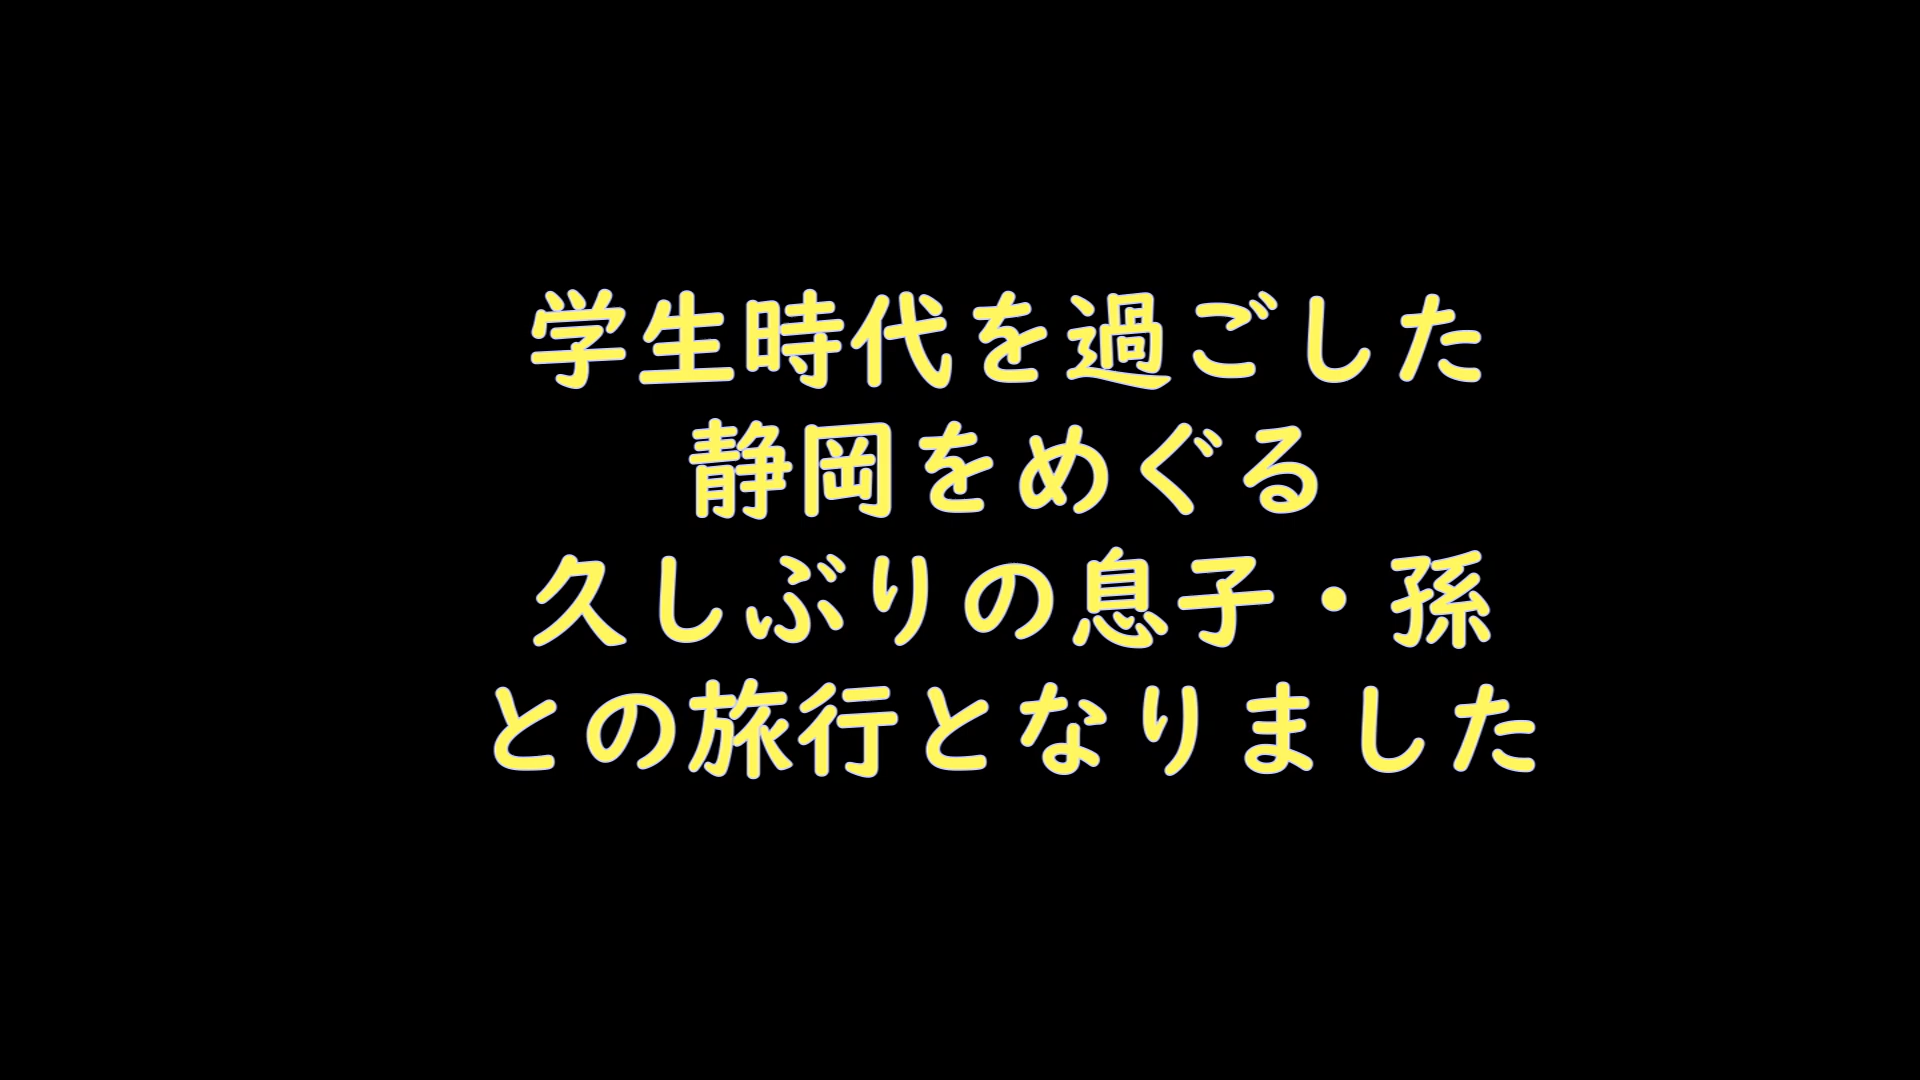 学生時代を過ごした
静岡をめぐる
久しぶりの息子・孫
との旅行となりました